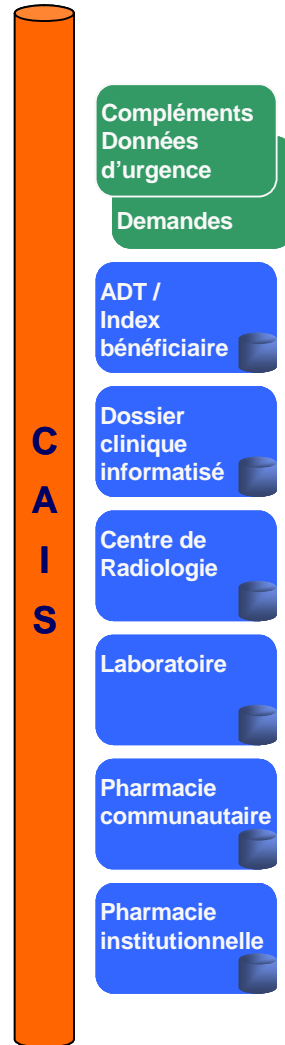 Compléments
Données
d'urgence
Demandes
ADT /
Index
bénéficiaire
Dossier
clinique
informatisé
C
A
I
S
Centre de
Radiologie
Laboratoire
Pharmacie
communautaire
Pharmacie
institutionnelle